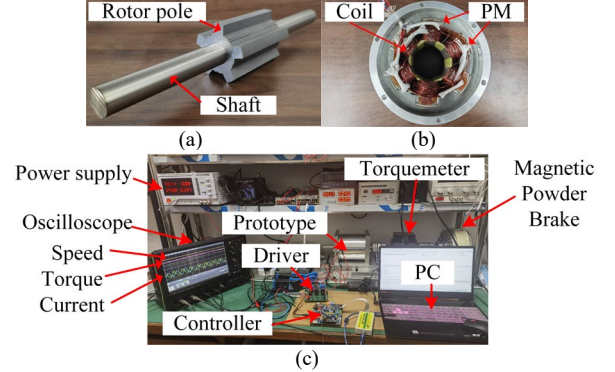 Rotor pole
Shaft
(a)
Coil
PM
(b)
Power supply
Oscilloscope
Speed
Torque
Current
Prototype
Driver
Controller
Torquemeter
Magnetic
Powder
Brake
PC
(c)